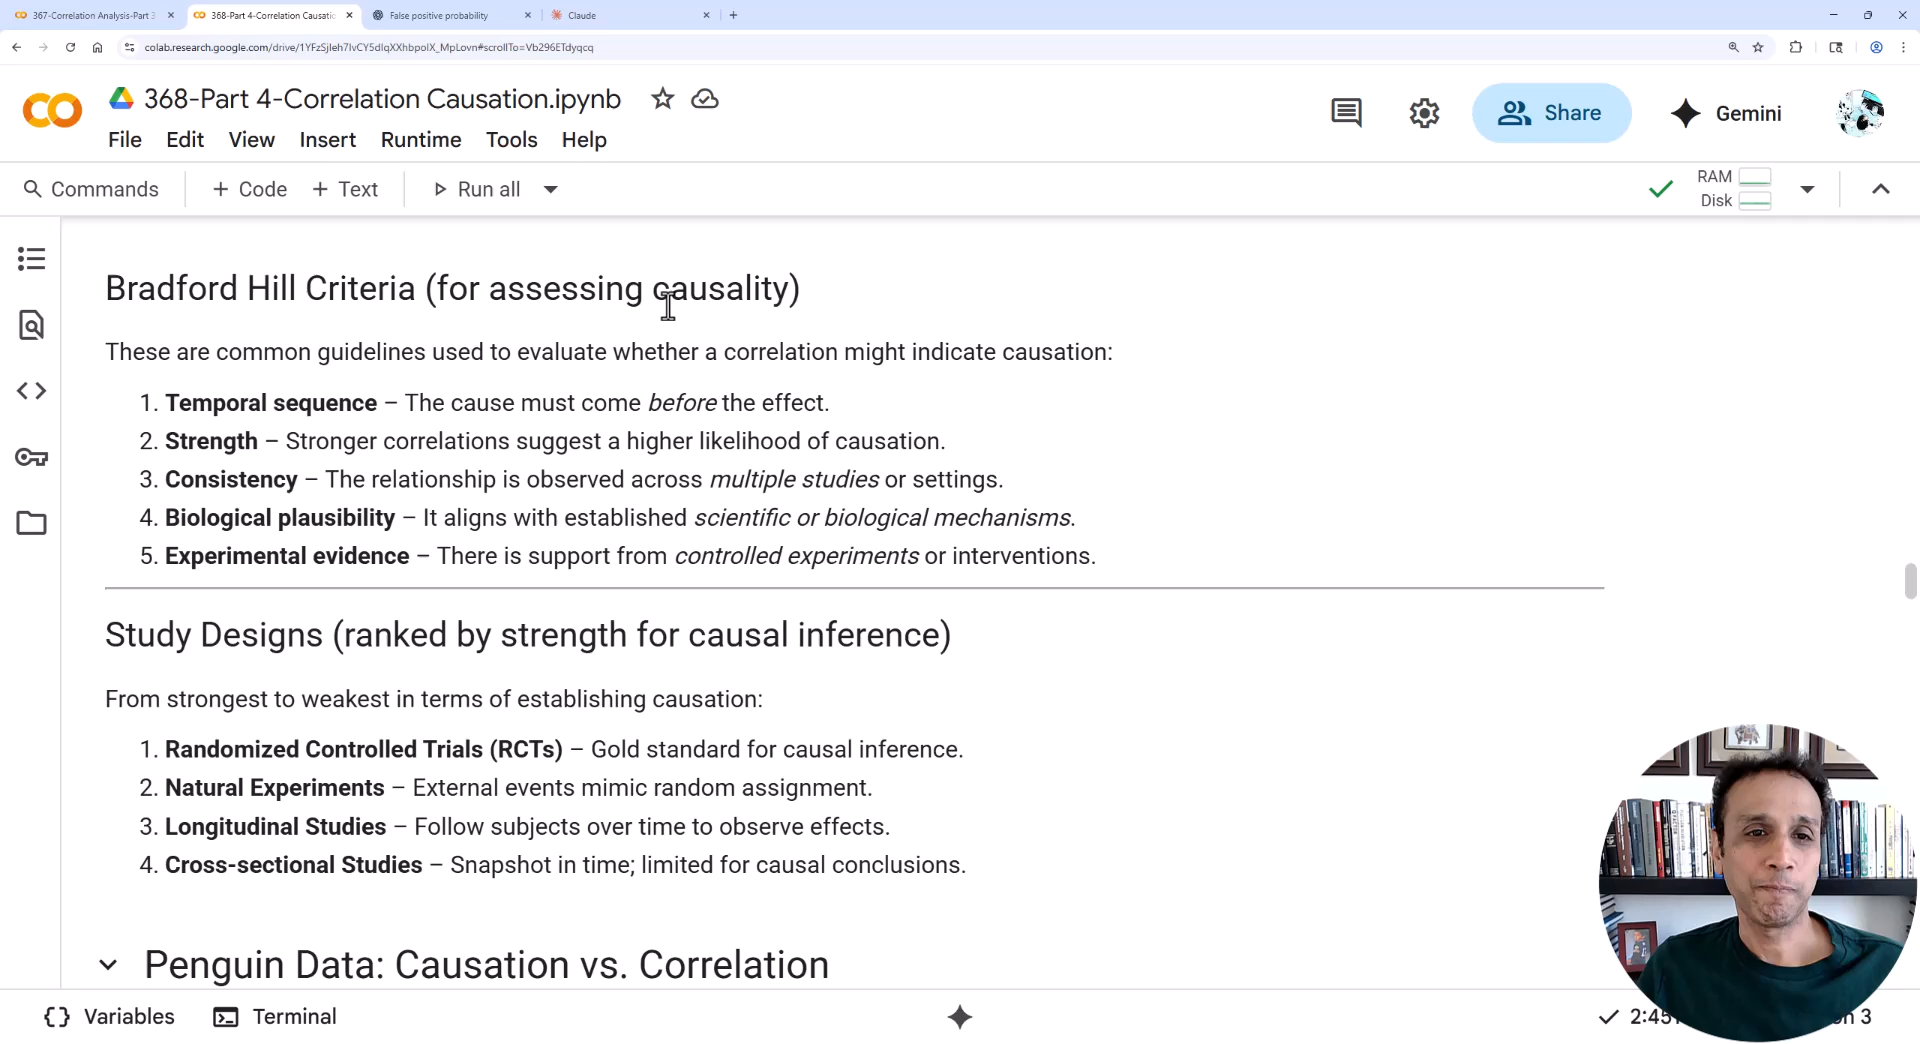 367-Correlation Analysis-Part 3
368-Part 4-Correlation Causatio
False positive probability
Claude
colab.research.google.com/drive/1YFzSjIeh7IvCY5dIqXXhbpoIX_MpLovn#scrollTo=Vb296ETdyqcq
368-Part 4-Correlation Causation.ipynb
File Edit View Insert Runtime Tools Help
Share
Gemini
Commands
+ Code + Text
Run all
RAM
Disk
Bradford Hill Criteria (for assessing causality)
These are common guidelines used to evaluate whether a correlation might indicate causation:
1. Temporal sequence – The cause must come before the effect.
2. Strength – Stronger correlations suggest a higher likelihood of causation.
3. Consistency – The relationship is observed across multiple studies or settings.
4. Biological plausibility – It aligns with established scientific or biological mechanisms.
5. Experimental evidence – There is support from controlled experiments or interventions.
Study Designs (ranked by strength for causal inference)
From strongest to weakest in terms of establishing causation:
1. Randomized Controlled Trials (RCTs) – Gold standard for causal inference.
2. Natural Experiments – External events mimic random assignment.
3. Longitudinal Studies – Follow subjects over time to observe effects.
4. Cross-sectional Studies – Snapshot in time; limited for causal conclusions.
Penguin Data: Causation vs. Correlation
Variables Terminal
3